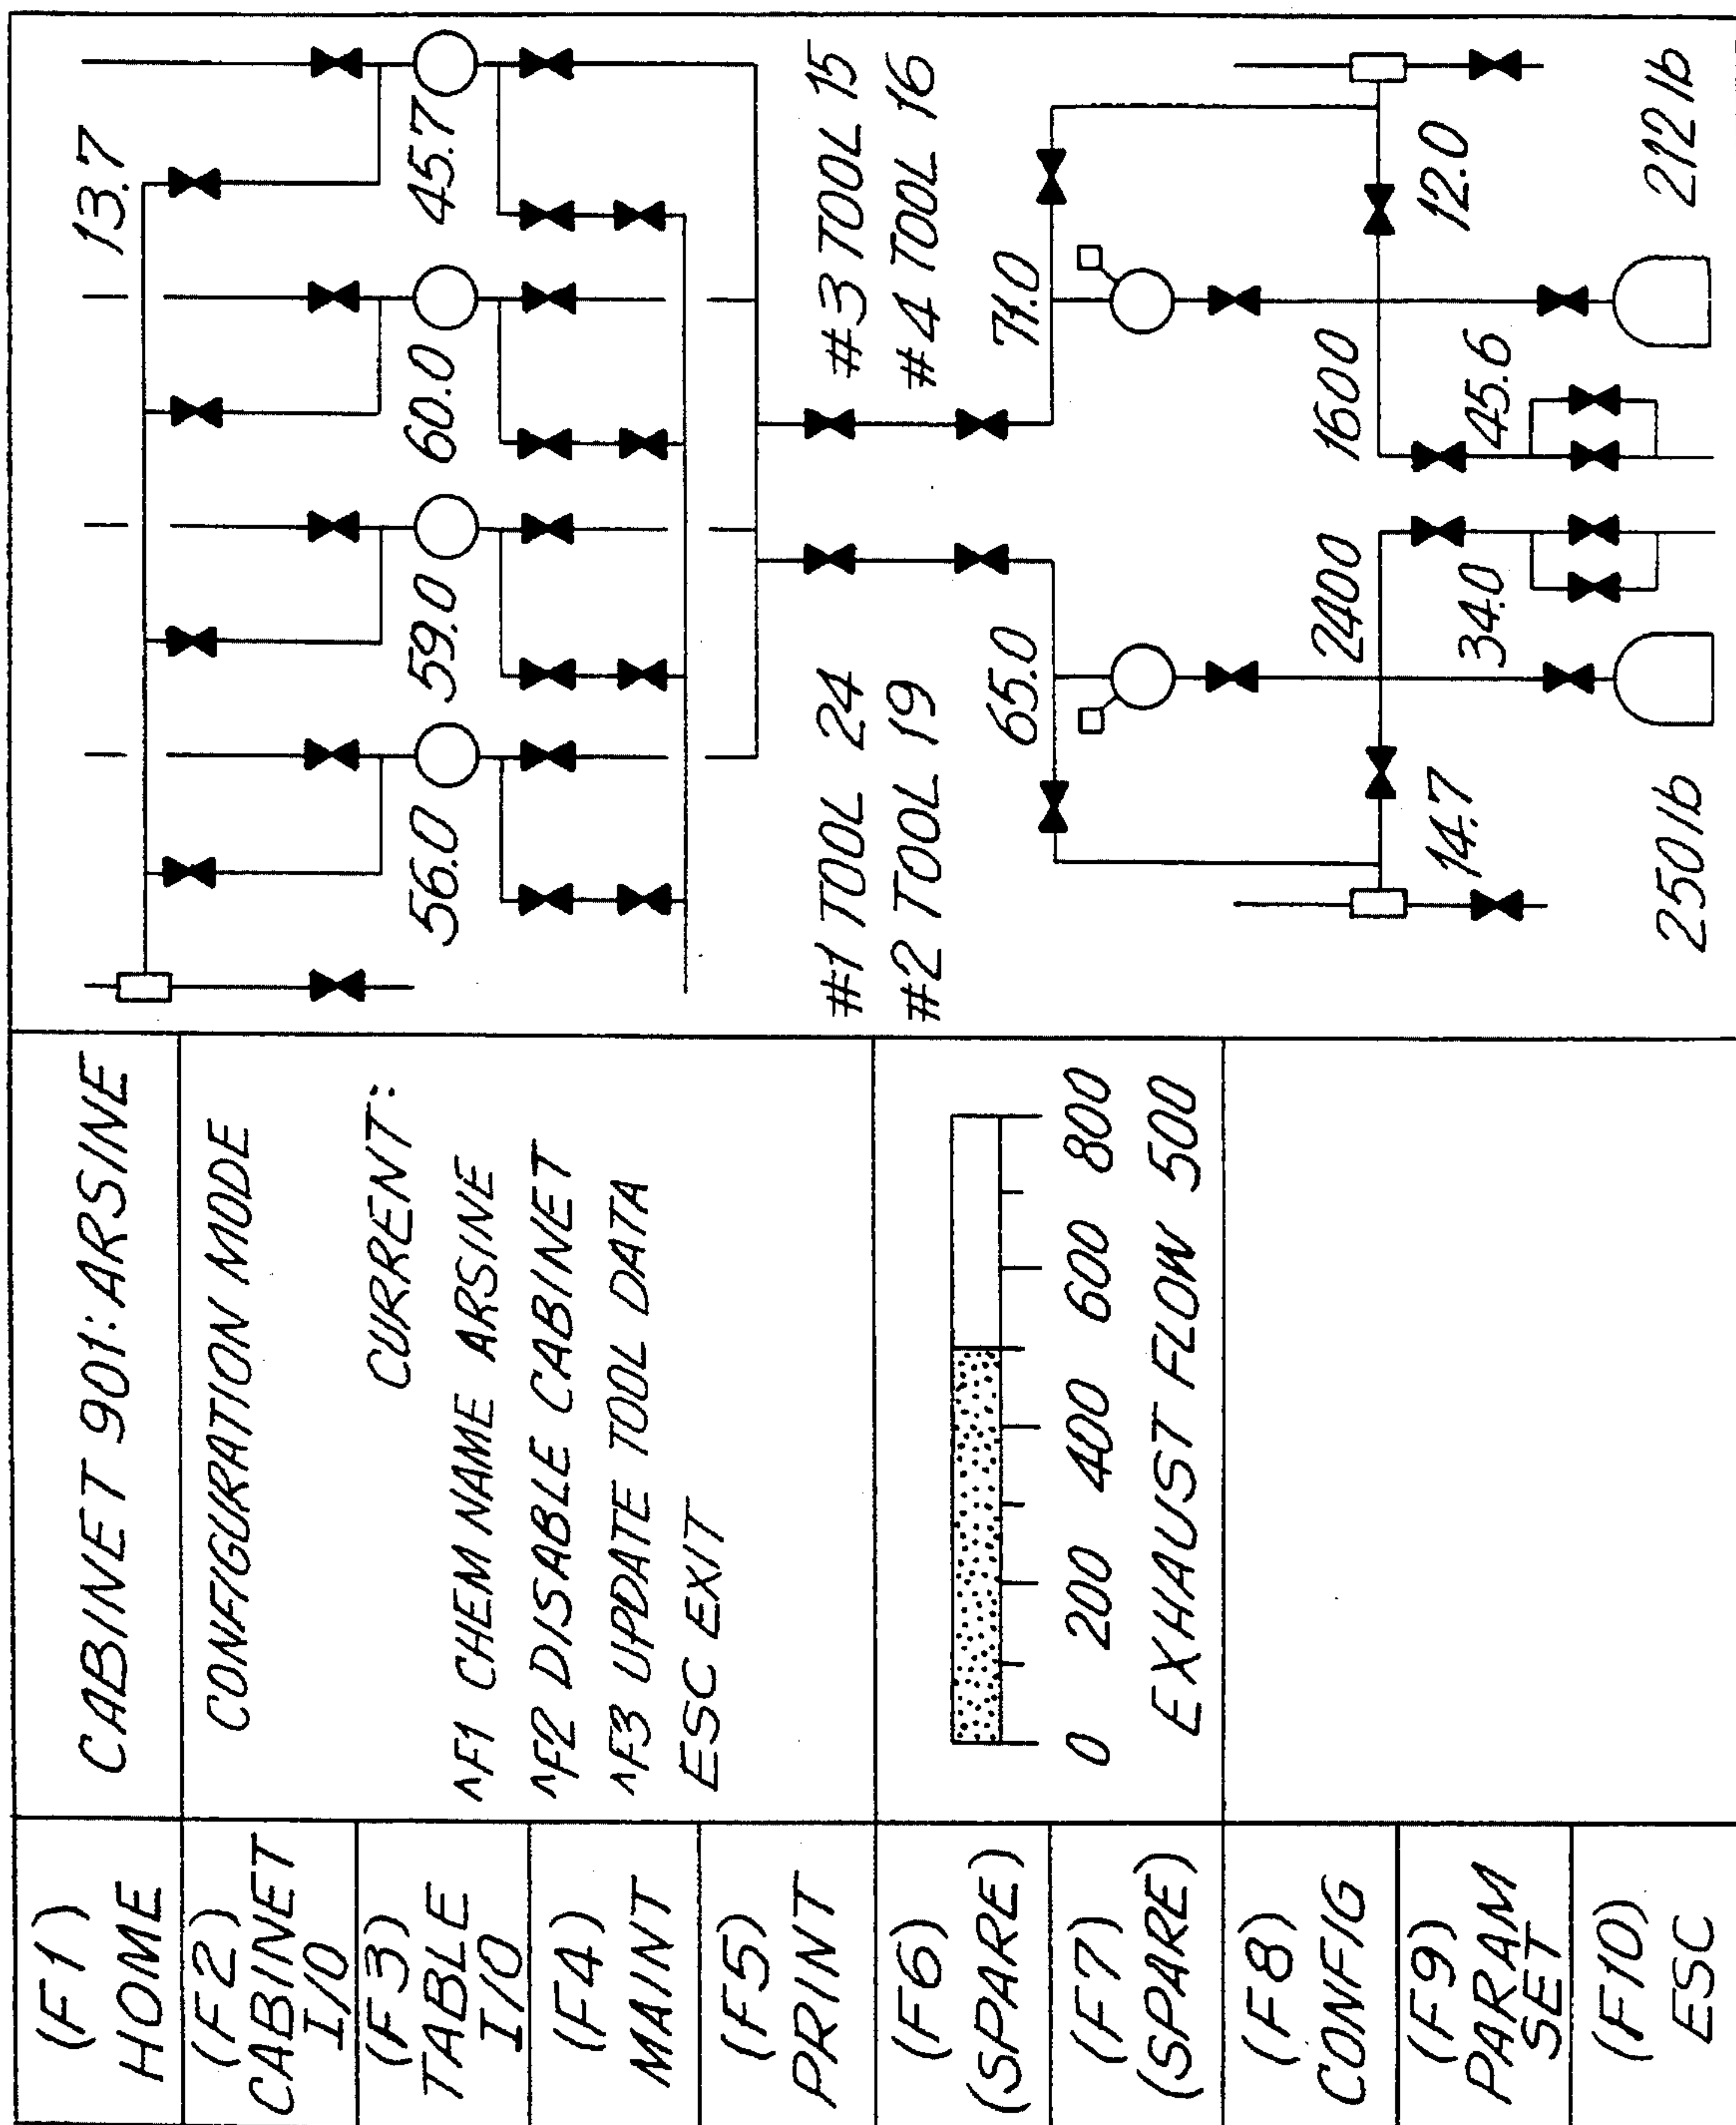 (F1)
HOME
(F2)
CABINET
I/O
(F3)
TABLE
I/O
(F4)
MAINT
(F5)
PRINT
(F6)
(SPARE)
(F7)
(SPARE)
(F8)
CONFIG
(F9)
PARAM
SET
(F10)
ESC
CABINET 901: ARSINE
CONFIGURATION MODE
CURRENT:
^F1 CHEM NAME ARSINE
^F2 DISABLE CABINET
^F3 UPDATE TOOL DATA
ESC EXIT
0 200 400 600 800
EXHAUST FLOW 500
13.7
56.0 59.0 60.0 45.7
#1 TOOL 24 #3 TOOL 15
#2 TOOL 19 #4 TOOL 16
65.0 71.0
2400 1600
14.7 34.0 45.6 12.0
250 lb 212 lb